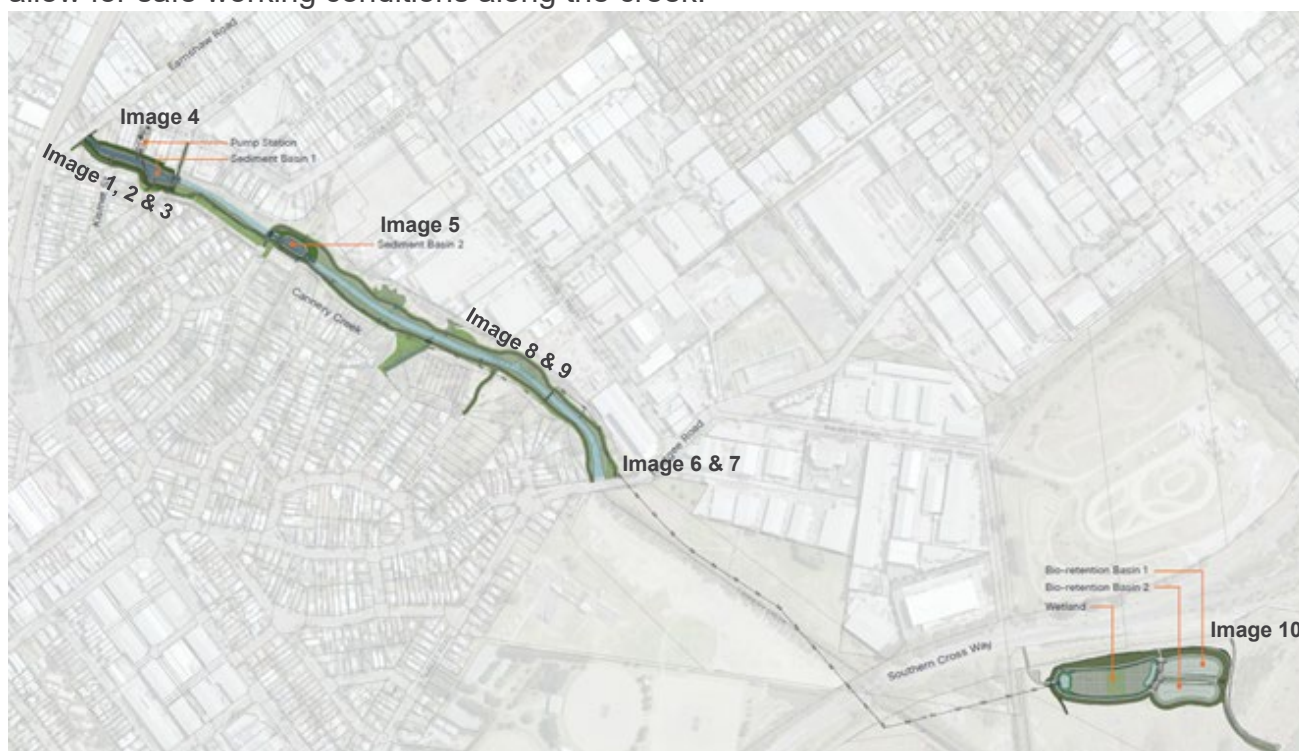 allow for safe working conditions along the creek.
Earnshaw Road
Image 4
Pump Station
Sediment Basin 1
Image 1, 2 & 3
Image 5
Sediment Basin 2
Cannery Creek
Image 8 & 9
Image 6 & 7
Road
Bio-retention Basin 1
Bio-retention Basin 2
Wetland
Image 10
Southern Cross Way